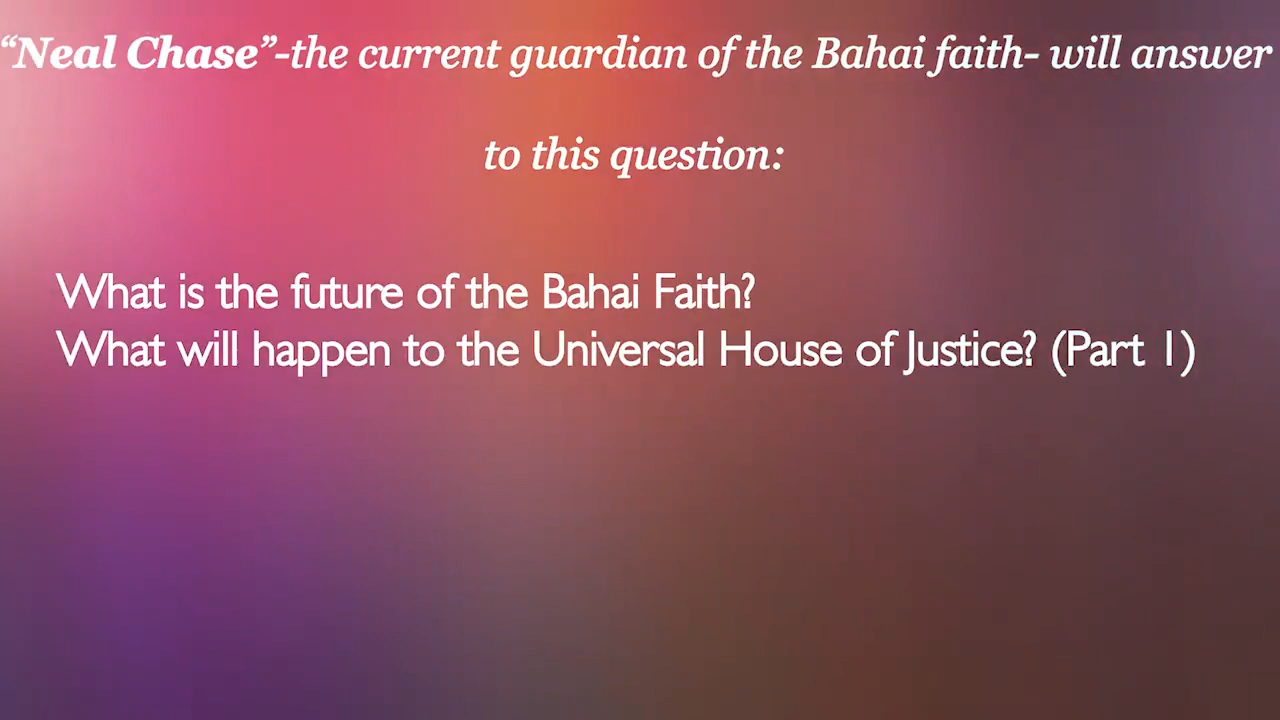 “Neal Chase”-the current guardian of the Bahai faith- will answer
to this question:
What is the future of the Bahai Faith?
What will happen to the Universal House of Justice? (Part 1)